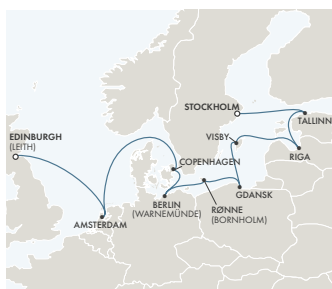 STOCKHOLM
TALLINN
EDINBURGH
(LEITH)
VISBY
RIGA
COPENHAGEN
GDANSK
BERLIN
(WARNEMÜNDE)
RØNNE
(BORNHOLM)
AMSTERDAM